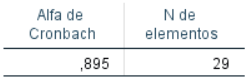 Alfa de N de
Cronbach elementos
,895 29